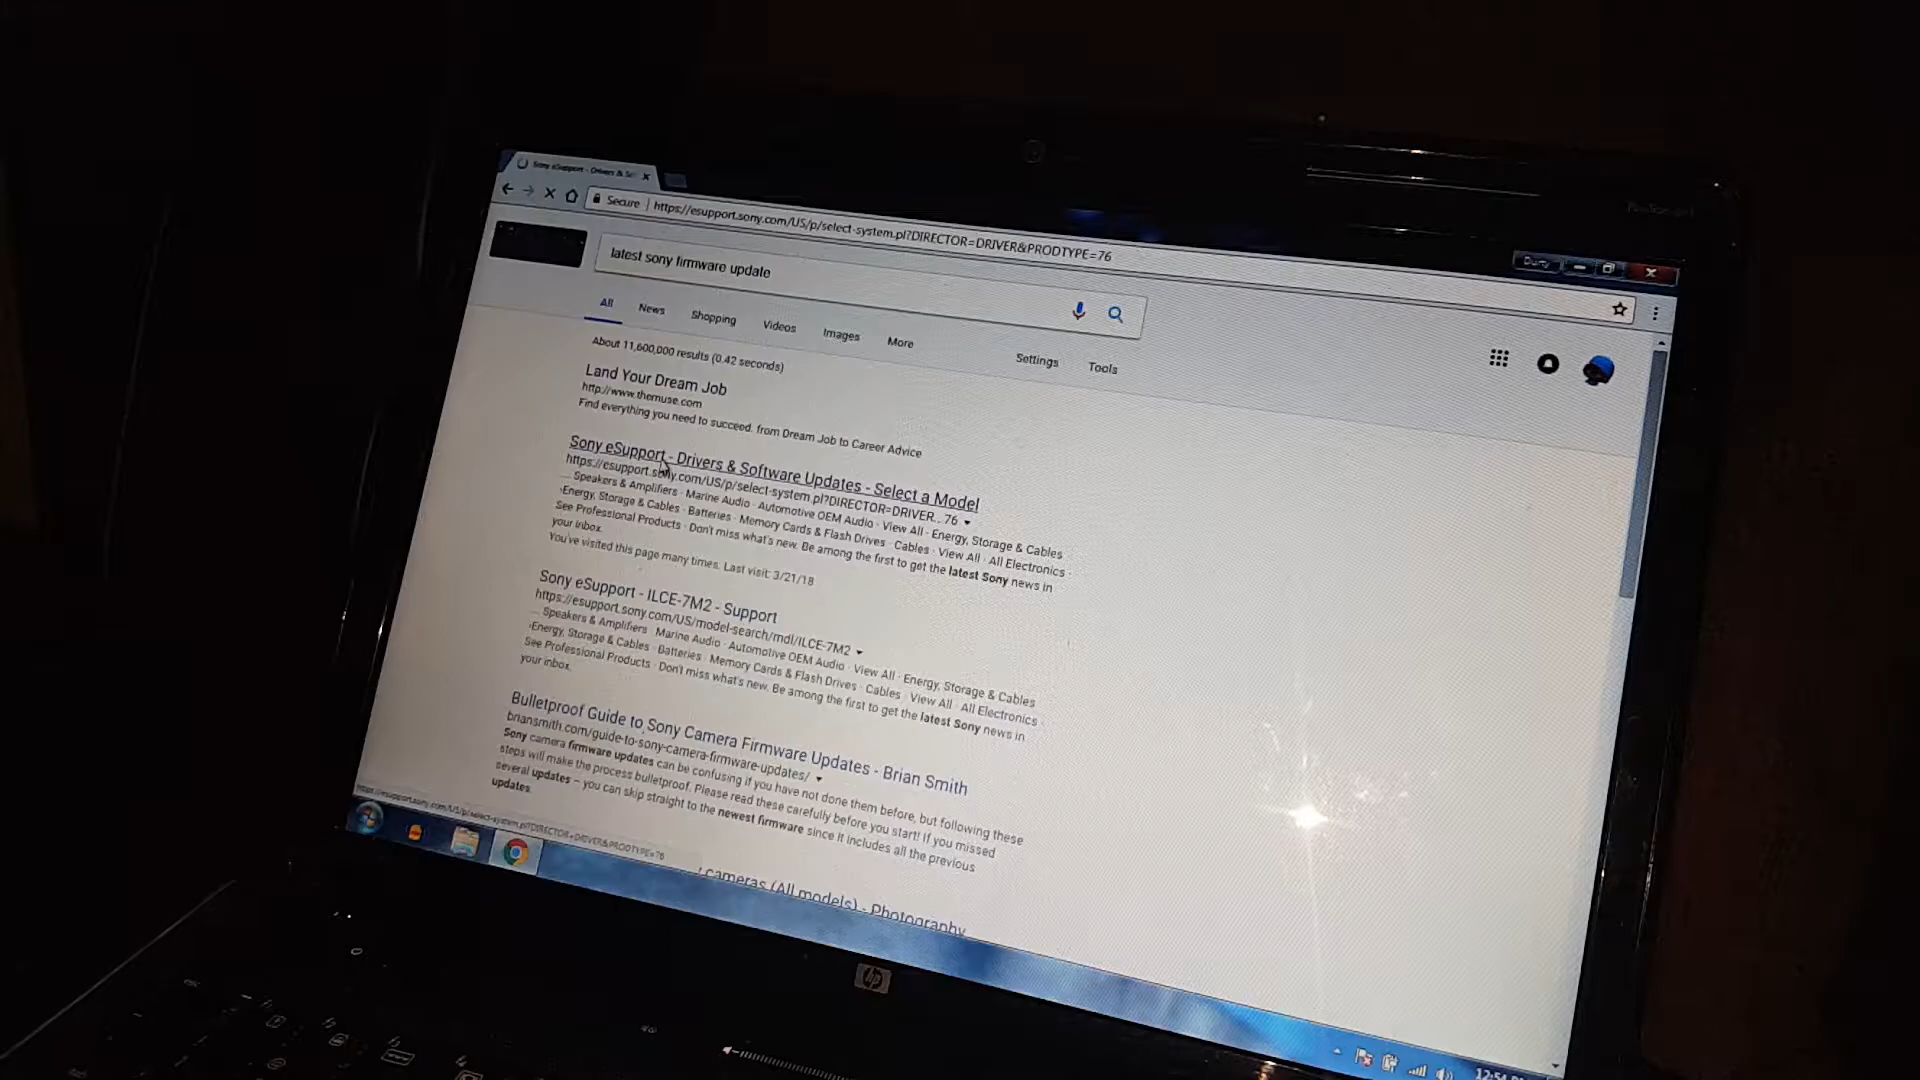 Sony eSupport - Drivers & Se
Secure | https://esupport.sony.com/US/p/select-system.pl?DIRECTOR=DRIVER&PRODTYPE=76
latest sony firmware update
All News Shopping Videos Images More Settings Tools
About 11,600,000 results (0.42 seconds)
Land Your Dream Job
http://www.themuse.com
Find everything you need to succeed. from Dream Job to Career Advice
Sony eSupport - Drivers & Software Updates - Select a Model
https://esupport.sony.com/US/p/select-system.pl?DIRECTOR=DRIVER... 76
... Speakers & Amplifiers · Marine Audio · Automotive OEM Audio · View All · Energy, Storage & Cables
·Energy, Storage & Cables · Batteries · Memory Cards & Flash Drives · Cables · View All · All Electronics ·
See Professional Products · Don't miss what's new. Be among the first to get the latest Sony news in
your inbox.
You've visited this page many times. Last visit: 3/21/18
Sony eSupport - ILCE-7M2 - Support
https://esupport.sony.com/US/model-search/mdl/ILCE-7M2
... Speakers & Amplifiers · Marine Audio · Automotive OEM Audio · View All · Energy, Storage & Cables
·Energy, Storage & Cables · Batteries · Memory Cards & Flash Drives · Cables · View All · All Electronics ·
See Professional Products · Don't miss what's new. Be among the first to get the latest Sony news in
your inbox.
Bulletproof Guide to Sony Camera Firmware Updates - Brian Smith
briansmith.com/guide-to-sony-camera-firmware-updates/
Sony camera firmware updates can be confusing if you have not done them before, but following these
steps will make the process bulletproof. Please read these carefully before you start! If you missed
several updates – you can skip straight to the newest firmware since it includes all the previous
updates.
cameras (All models) - Photography
https://esupport.sony.com/US/p/select-system.pl?DIRECTOR=DRIVER&PRODTYPE=76
hp